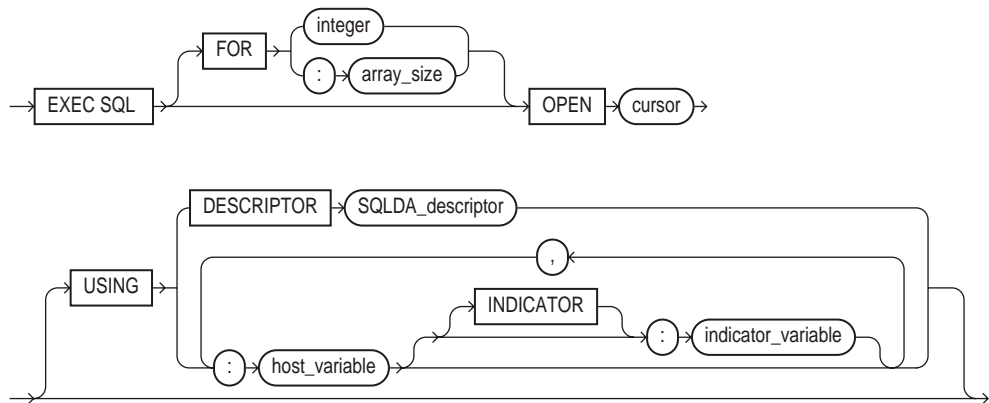 integer
FOR
: array_size
EXEC SQL OPEN cursor
DESCRIPTOR SQLDA_descriptor
,
USING
INDICATOR
: host_variable : indicator_variable